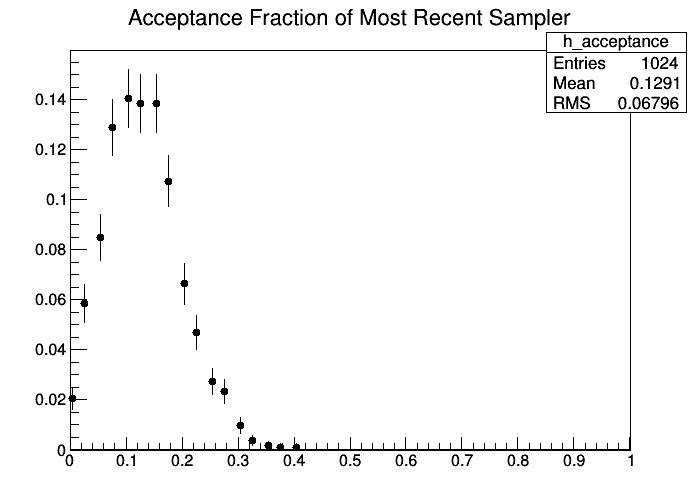 Acceptance Fraction of Most Recent Sampler
h_acceptance
Entries 1024
Mean 0.1291
RMS 0.06796
0.14
0.12
0.1
0.08
0.06
0.04
0.02
0
0 0.1 0.2 0.3 0.4 0.5 0.6 0.7 0.8 0.9 1